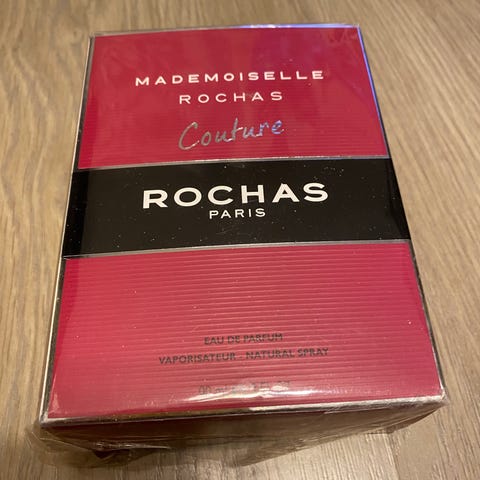 MADEMOISELLE
ROCHAS
Couture
ROCHAS
PARIS
EAU DE PARFUM
VAPORISATEUR - NATURAL SPRAY